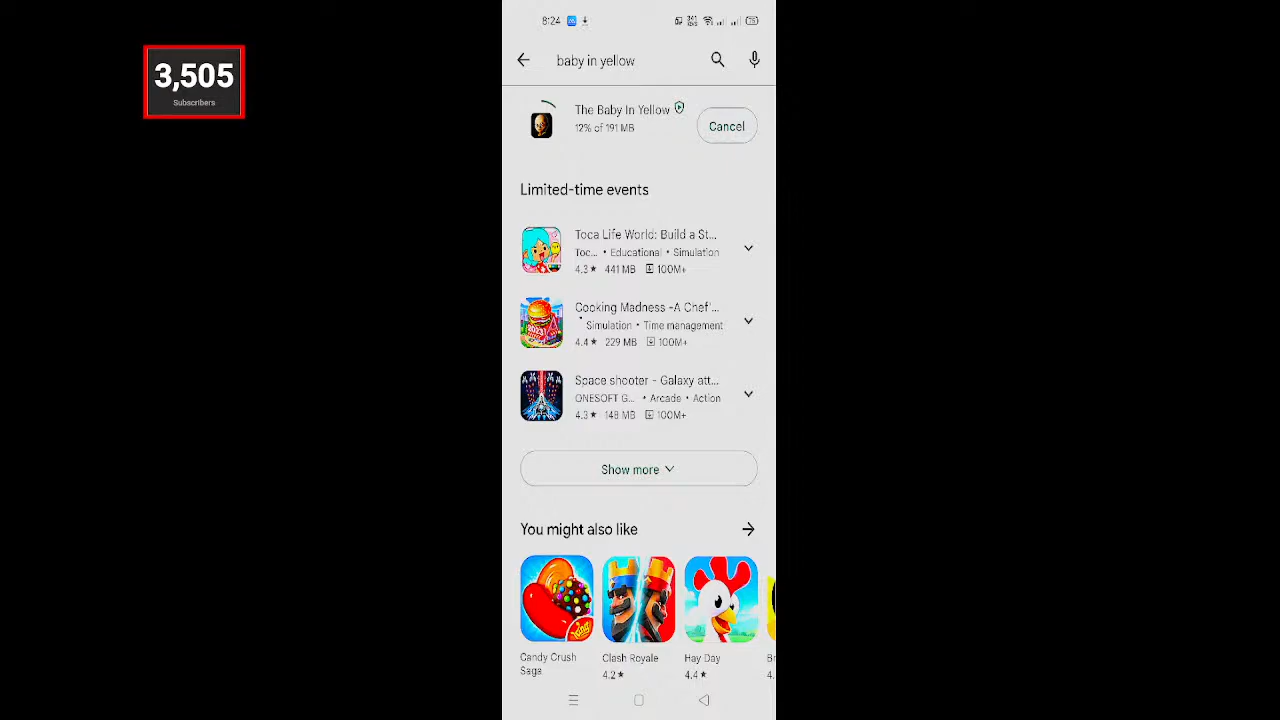 3,505
Subscribers
8:24
baby in yellow
The Baby In Yellow
12% of 191 MB
Cancel
Limited-time events
Toca Life World: Build a St...
Toc... • Educational • Simulation
4.3★ 441 MB 100M+
Cooking Madness -A Chef'...
• Simulation • Time management
4.4★ 229 MB 100M+
Space shooter - Galaxy att...
ONESOFT G... • Arcade • Action
4.3★ 148 MB 100M+
Show more
You might also like
King
Candy Crush Saga
Clash Royale
4.2★
Hay Day
4.4★